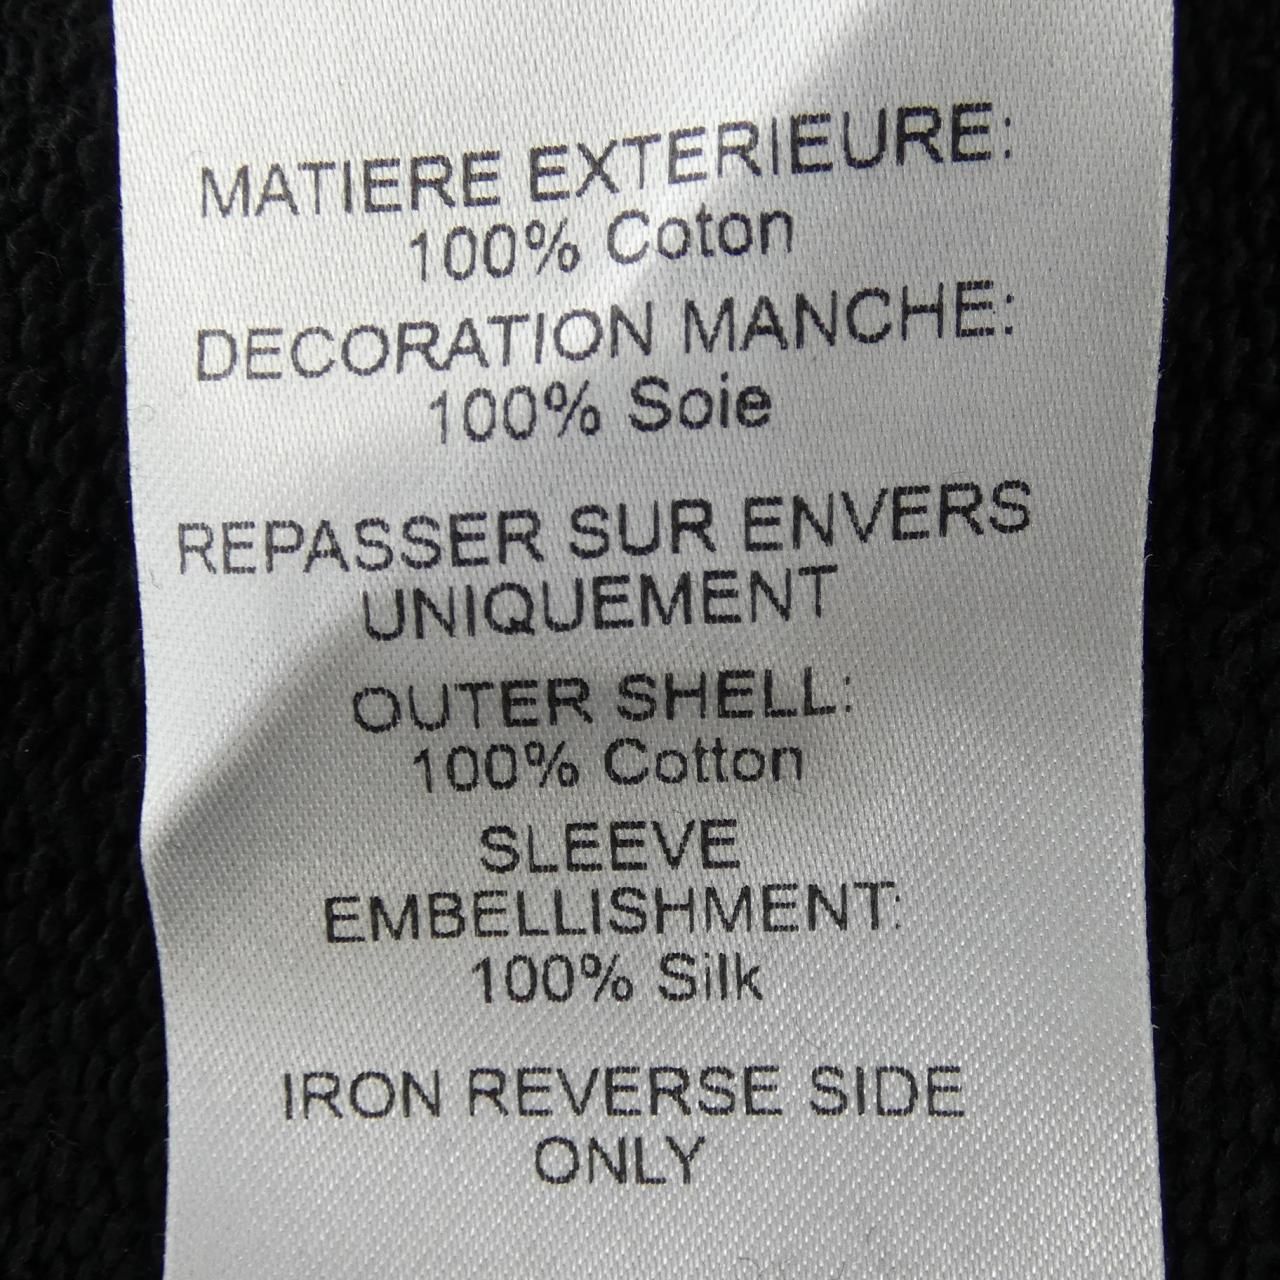 MATIERE EXTERIEURE:
100% Coton
DECORATION MANCHE:
100% Soie
REPASSER SUR ENVERS
UNIQUEMENT
OUTER SHELL:
100% Cotton
SLEEVE
EMBELLISHMENT:
100% Silk
IRON REVERSE SIDE
ONLY